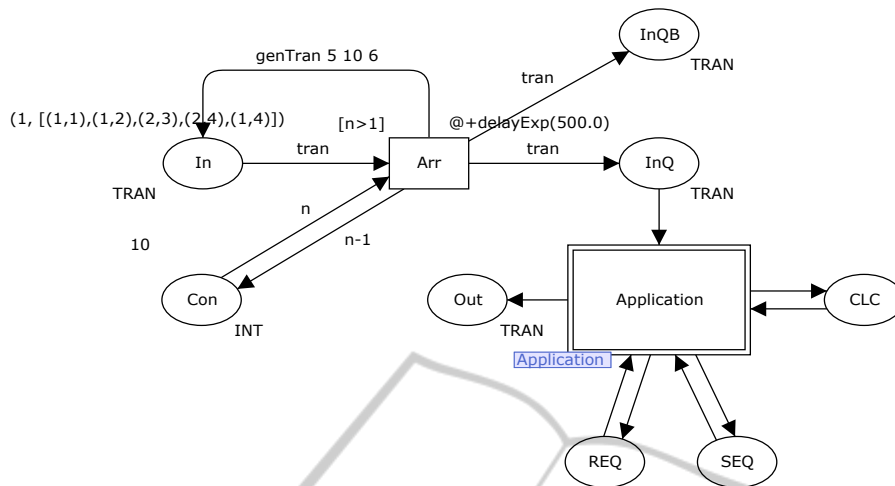 InQB
TRAN
genTran 5 10 6
tran
(1, [(1,1),(1,2),(2,3),(2,4),(1,4)])
[n>1]
@+delayExp(500.0)
In
tran
Arr
tran
InQ
TRAN
TRAN
n
10
n-1
Con
INT
Out
TRAN
Application
CLC
Application
REQ
SEQ